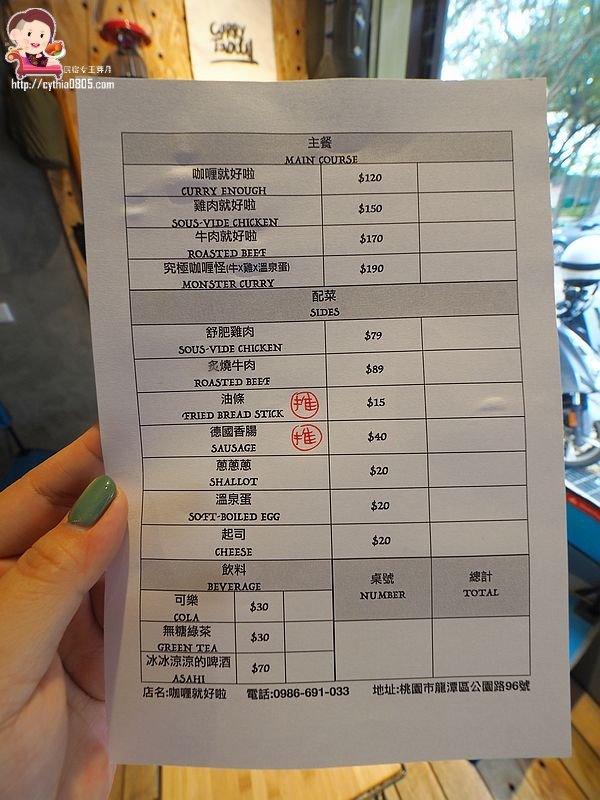 民宿女王芽月
http://cythia0805.com
CURRY
主餐
MAIN COURSE
咖喱就好啦 $120
CURRY ENOUGH
雞肉就好啦 $150
SOUS-VIDE CHICKEN
牛肉就好啦 $170
ROASTED BEEF
究極咖喱怪(牛X雞X溫泉蛋) $190
MONSTER CURRY
配菜
SIDES
舒肥雞肉 $79
SOUS-VIDE CHICKEN
炙燒牛肉 $89
ROASTED BEEF
油條 推 $15
FRIED BREAD STICK
德國香腸 推 $40
SAUSAGE
蔥蔥蔥 $20
SHALLOT
溫泉蛋 $20
SOFT-BOILED EGG
起司 $20
CHEESE
飲料 桌號 總計
BEVERAGE NUMBER TOTAL
可樂 $30
COLA
無糖綠茶 $30
GREEN TEA
冰冰涼涼的啤酒 $70
ASAHI
店名:咖喱就好啦 電話:0986-691-033 地址:桃園市龍潭區公園路96號